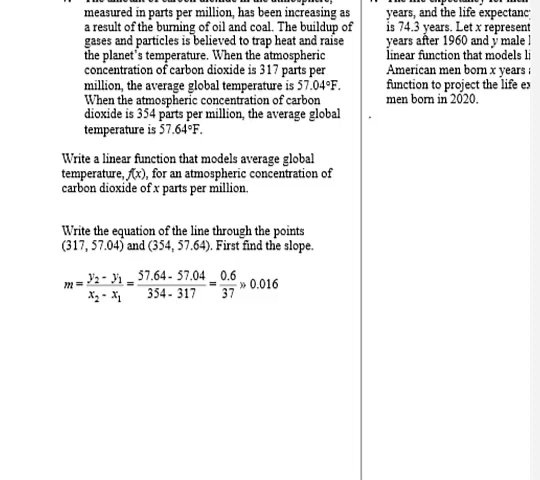 measured in parts per million, has been increasing as
a result of the burning of oil and coal. The buildup of
gases and particles is believed to trap heat and raise
the planet's temperature. When the atmospheric
concentration of carbon dioxide is 317 parts per
million, the average global temperature is 57.04°F.
When the atmospheric concentration of carbon
dioxide is 354 parts per million, the average global
temperature is 57.64°F.
Write a linear function that models average global
temperature, f(x), for an atmospheric concentration of
carbon dioxide of x parts per million.
Write the equation of the line through the points
(317, 57.04) and (354, 57.64). First find the slope.
m = y₂ - y₁ / x₂ - x₁ = 57.64 - 57.04 / 354 - 317 = 0.6 / 37 » 0.016
years, and the life
is 74.3 years. Let x
years after 1960 and y male
linear function that models
American men born x years
function to project the life
men born in 2020.